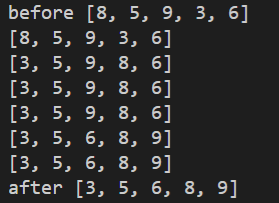 before [8, 5, 9, 3, 6]
[8, 5, 9, 3, 6]
[3, 5, 9, 8, 6]
[3, 5, 9, 8, 6]
[3, 5, 9, 8, 6]
[3, 5, 6, 8, 9]
[3, 5, 6, 8, 9]
after [3, 5, 6, 8, 9]